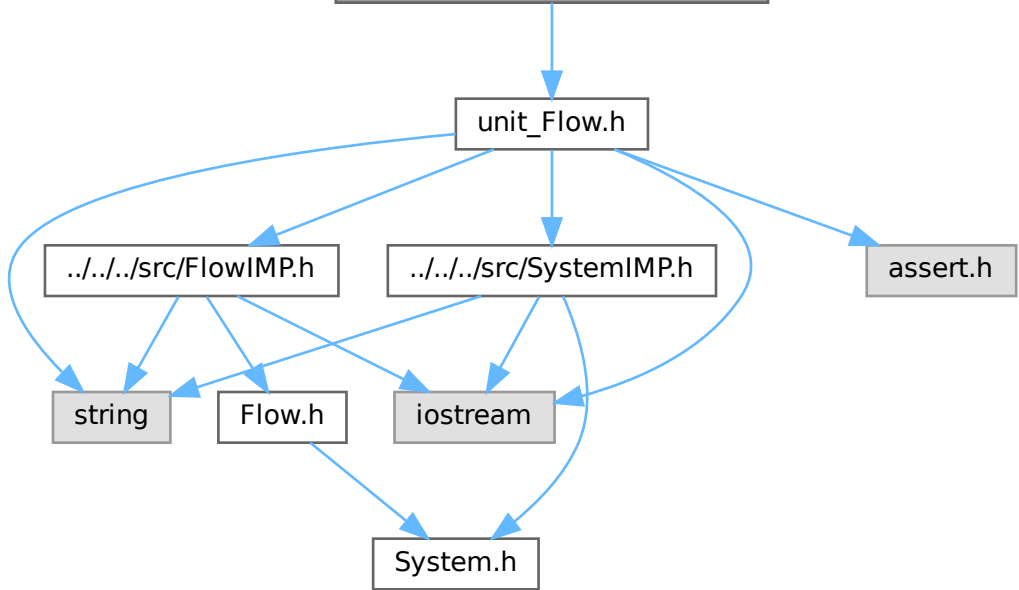 unit_Flow.h
../../../src/FlowIMP.h
../../../src/SystemIMP.h
assert.h
string
Flow.h
iostream
System.h